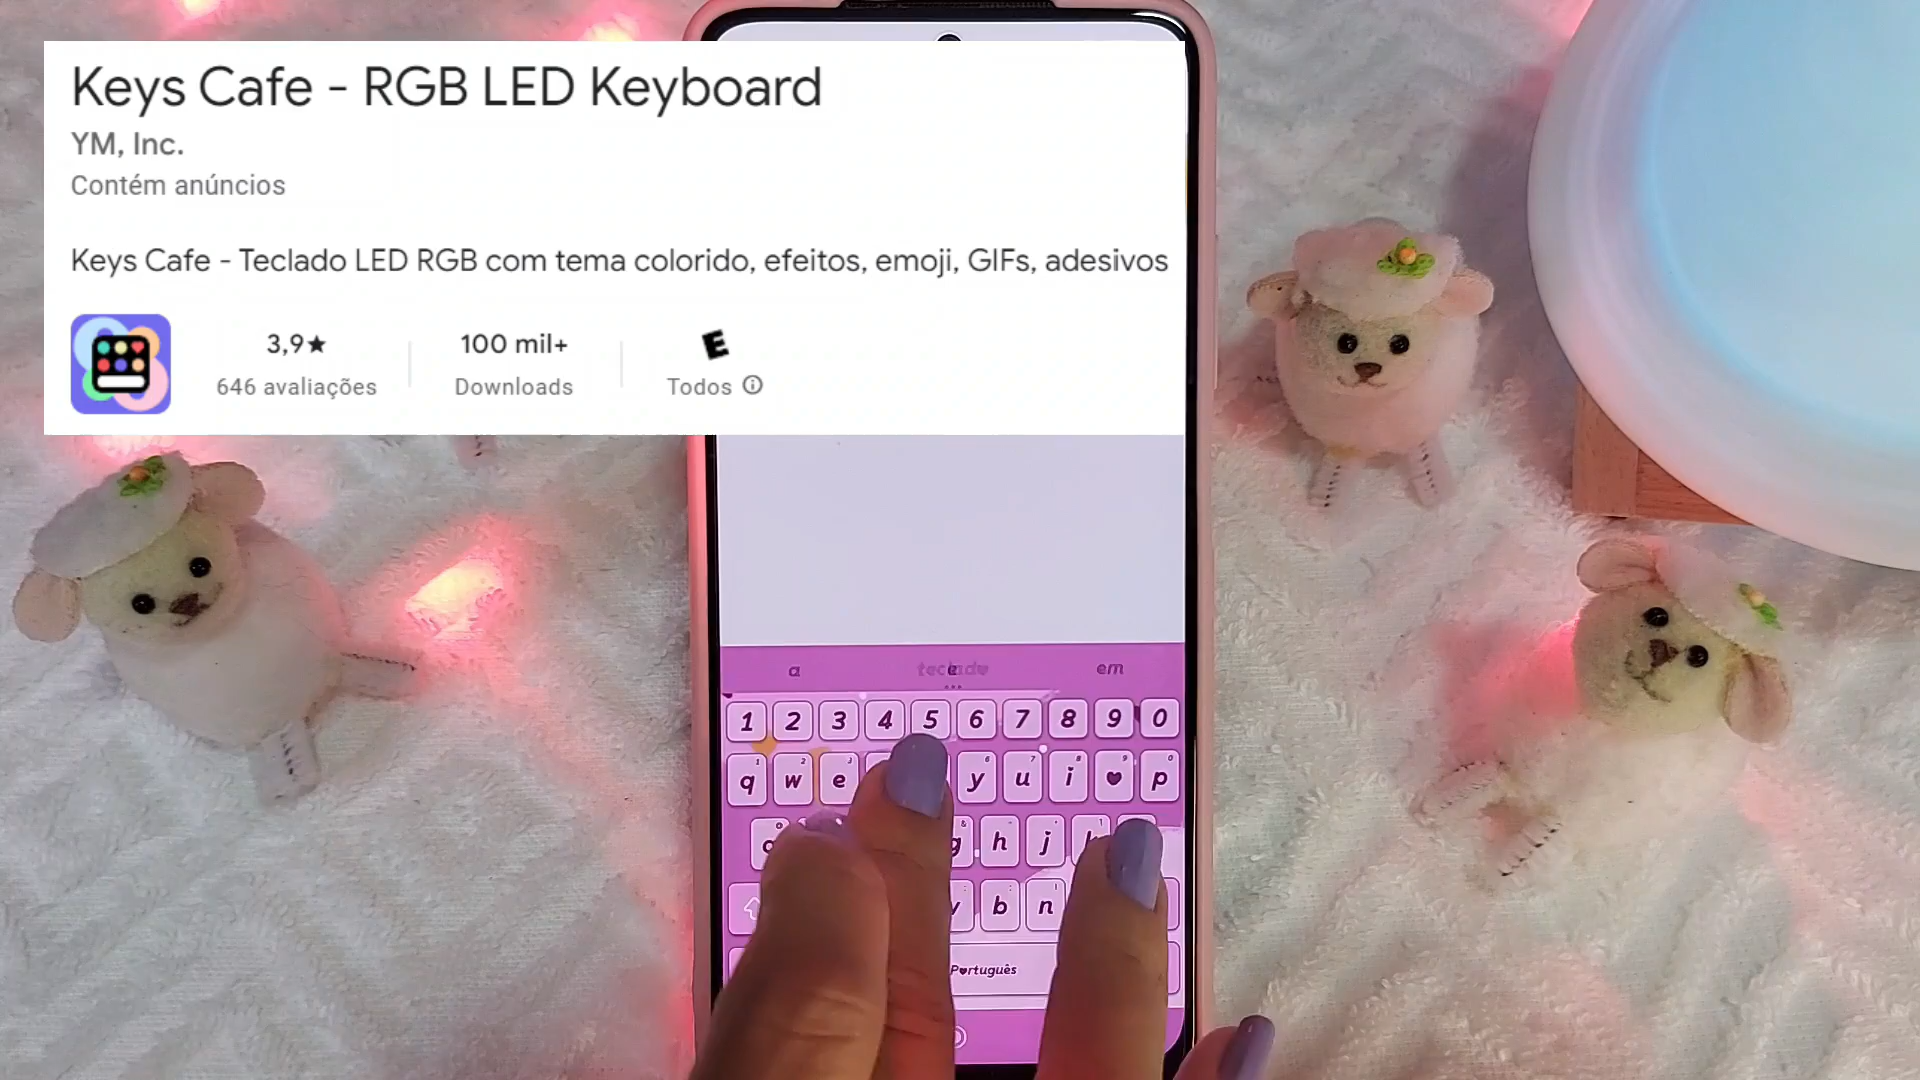 Keys Cafe - RGB LED Keyboard
YM, Inc.
Contém anúncios
Keys Cafe - Teclado LED RGB com tema colorido, efeitos, emoji, GIFs, adesivos
3,9★
100 mil+
E
646 avaliações
Downloads
Todos
a
em
1 2 3 4 5 6 7 8 9 0
q w e y u i ♥ p
g h j
v b n
P♥rtuguês